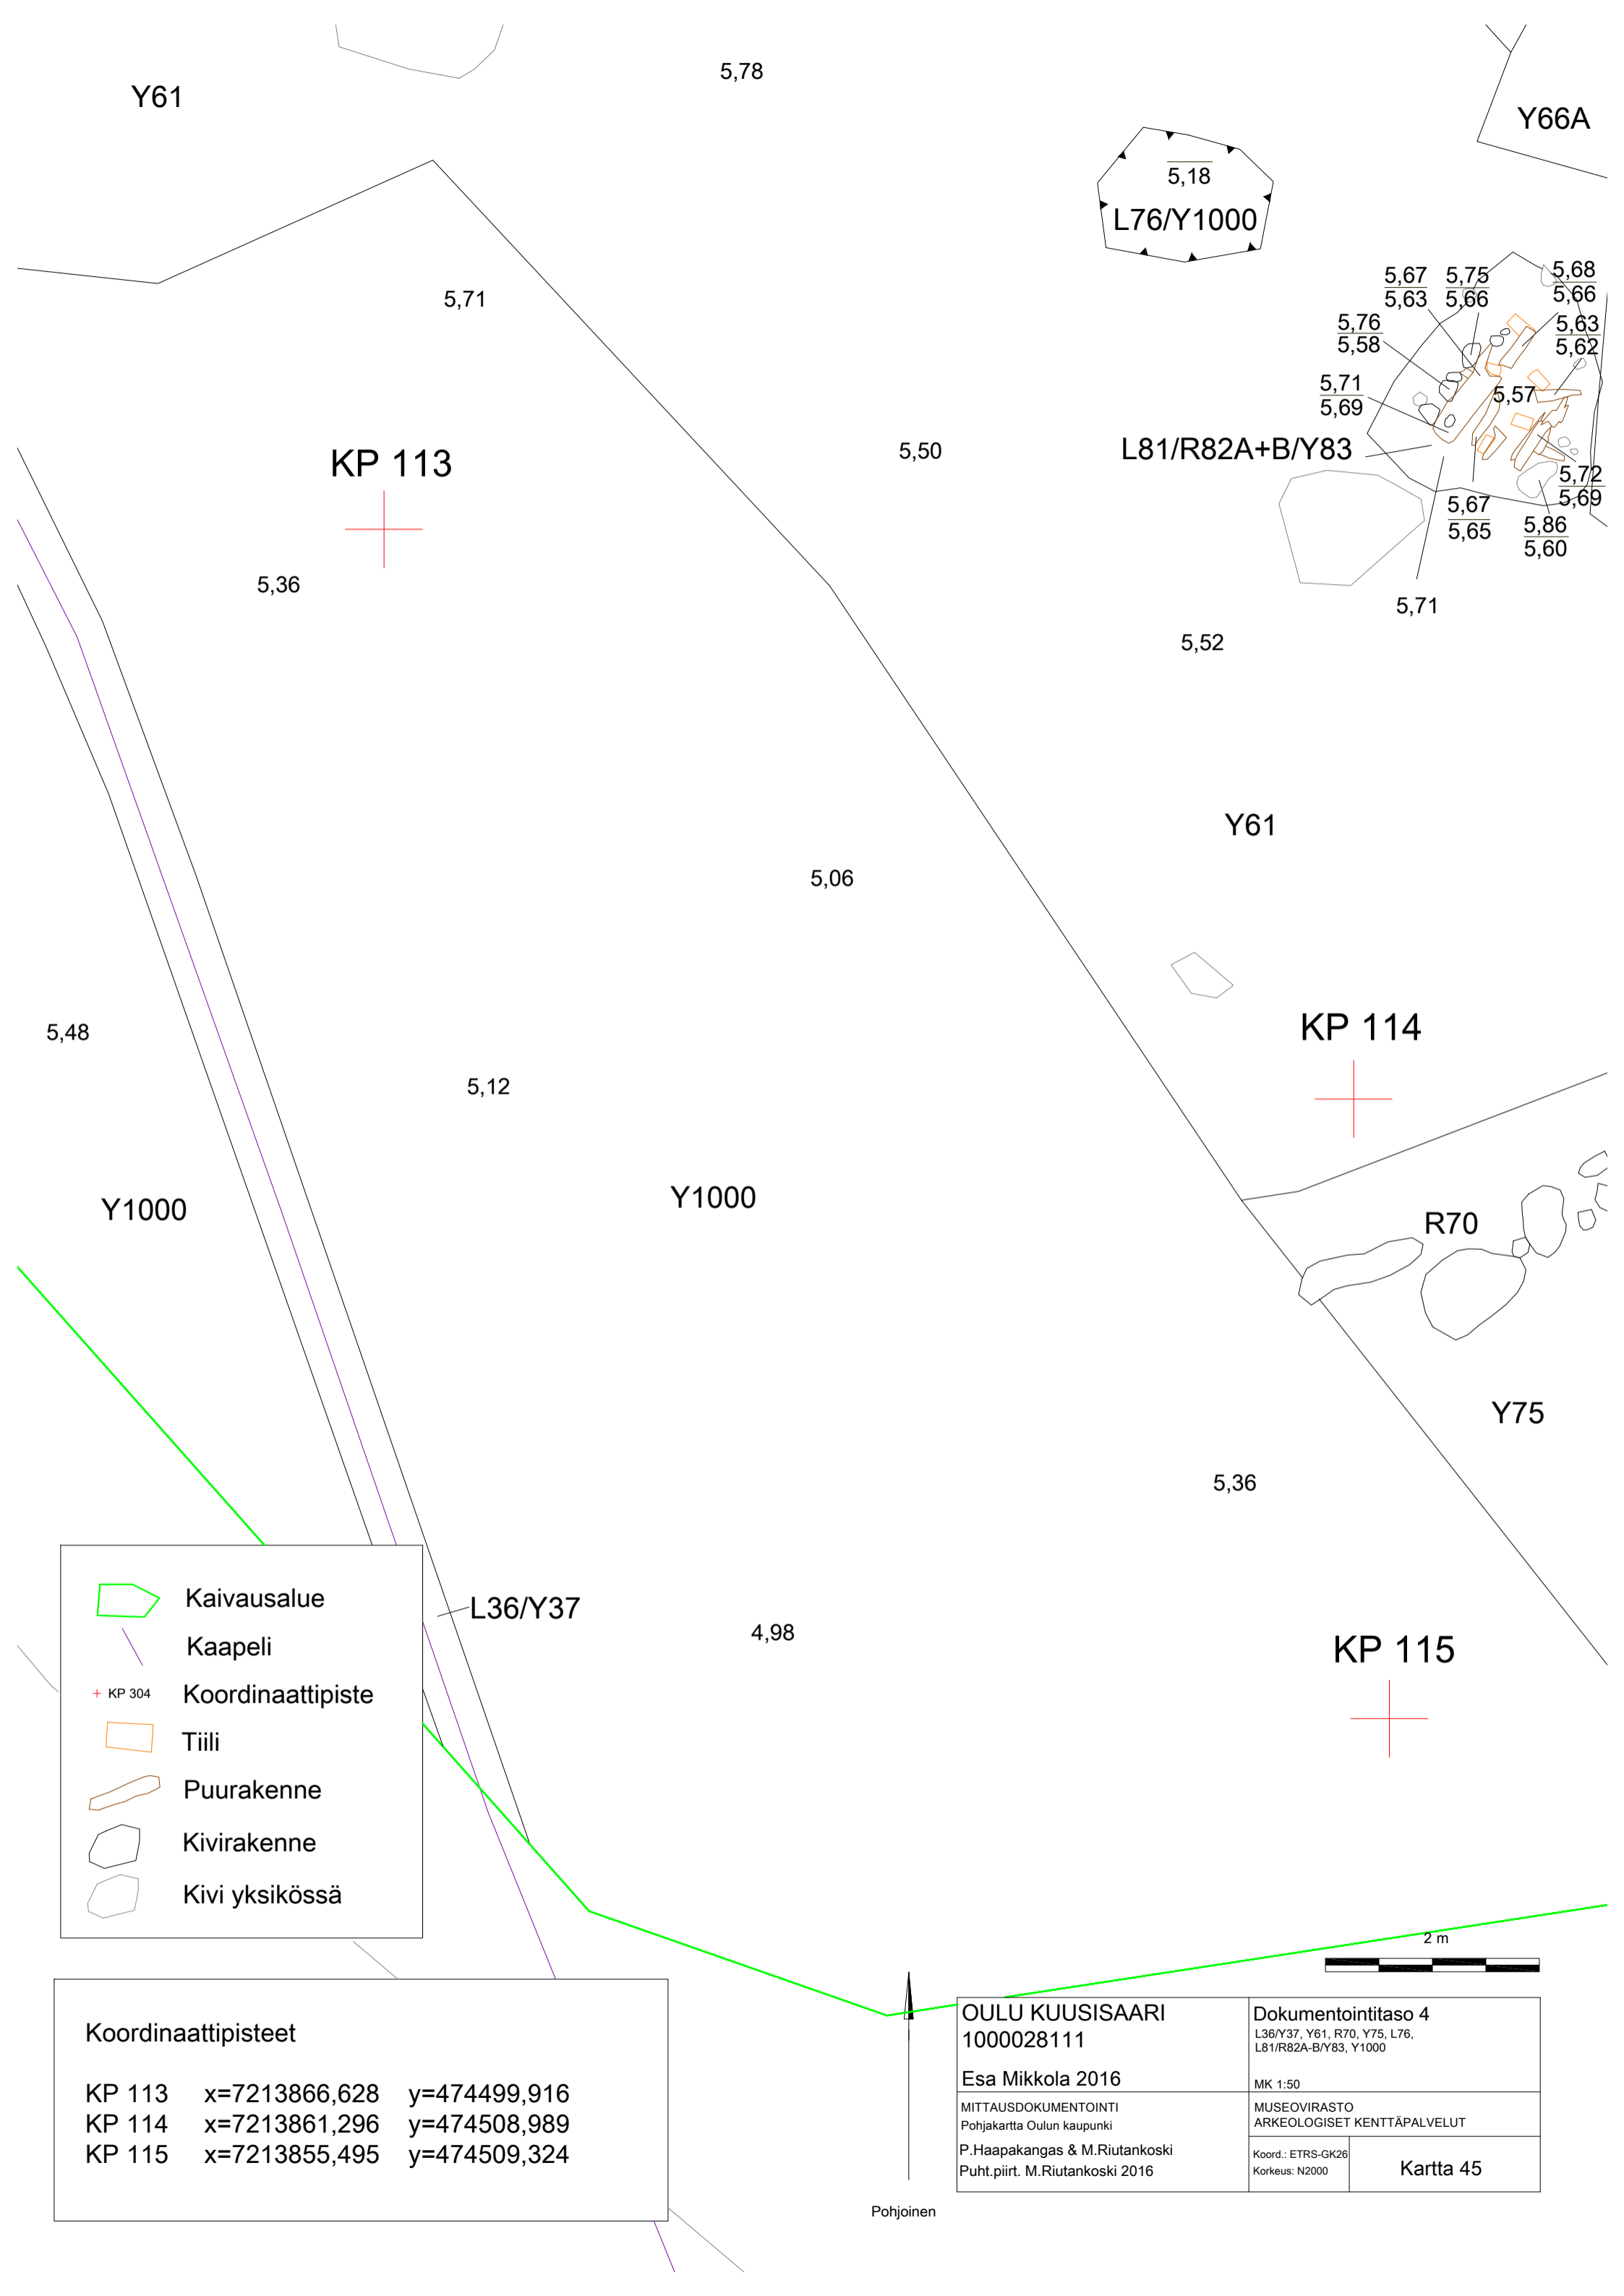 5,78
Y61
Y66A
5,18
L76/Y1000
5,67
5,63
5,75
5,66
5,68
5,66
5,71
5,76
5,58
5,63
5,62
5,71
5,69
5,57
KP 113
5,50
L81/R82A+B/Y83
5,72
5,69
5,67
5,65
5,86
5,60
5,36
5,71
5,52
Y61
5,06
5,48
KP 114
5,12
Y1000
Y1000
R70
Y75
5,36
L36/Y37
4,98
KP 115
Kaivausalue
Kaapeli
KP 304 Koordinaattipiste
Tiili
Puurakenne
Kivirakenne
Kivi yksikössä
2 m
Koordinaattipisteet
KP 113 x=7213866,628 y=474499,916
KP 114 x=7213861,296 y=474508,989
KP 115 x=7213855,495 y=474509,324
Pohjoinen
OULU KUUSISAARI
1000028111
Esa Mikkola 2016
MITTAUSDOKUMENTOINTI
Pohjakartta Oulun kaupunki
P.Haapakangas & M.Riutankoski
Puht.piirt. M.Riutankoski 2016
Dokumentointitaso 4
L36/Y37, Y61, R70, Y75, L76,
L81/R82A-B/Y83, Y1000
MK 1:50
MUSEOVIRASTO
ARKEOLOGISET KENTTÄPALVELUT
Koord.: ETRS-GK26
Korkeus: N2000
Kartta 45